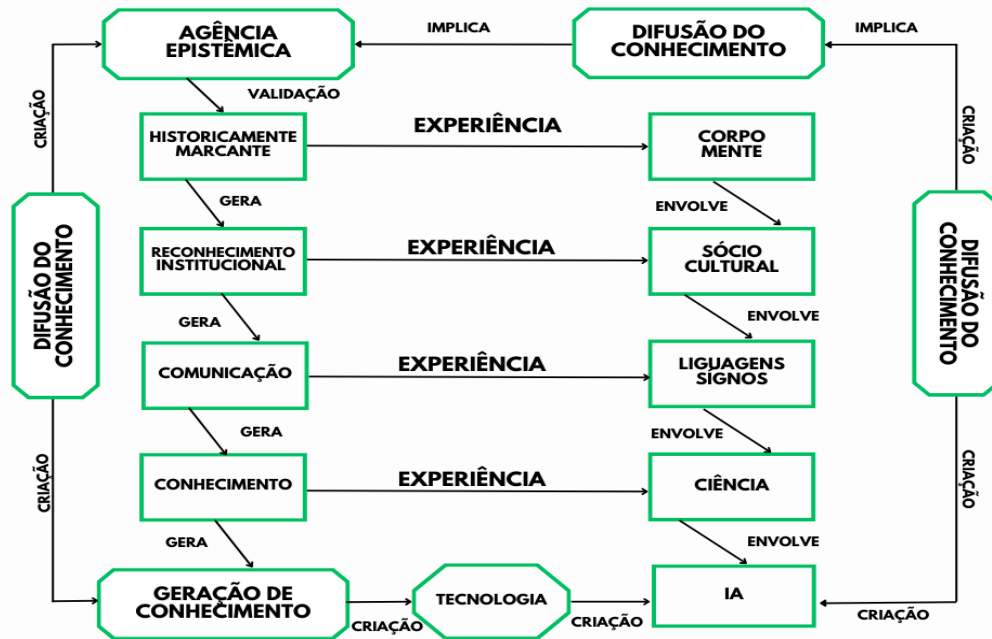 AGÊNCIA
EPISTÊMICA
IMPLICA
DIFUSÃO DO
CONHECIMENTO
IMPLICA
CRIAÇÃO
VALIDAÇÃO
CRIAÇÃO
HISTORICAMENTE
MARCANTE
EXPERIÊNCIA
CORPO
MENTE
GERA
ENVOLVE
DIFUSÃO DO
CONHECIMENTO
RECONHECIMENTO
INSTITUCIONAL
EXPERIÊNCIA
SÓCIO
CULTURAL
DIFUSÃO DO
CONHECIMENTO
GERA
ENVOLVE
COMUNICAÇÃO
EXPERIÊNCIA
LIGUAGENS
SÍGNOS
GERA
ENVOLVE
CRIAÇÃO
CONHECIMENTO
EXPERIÊNCIA
CIÊNCIA
CRIAÇÃO
GERA
ENVOLVE
GERAÇÃO DE
CONHECIMENTO
CRIAÇÃO
TECNOLOGIA
CRIAÇÃO
IA
CRIAÇÃO